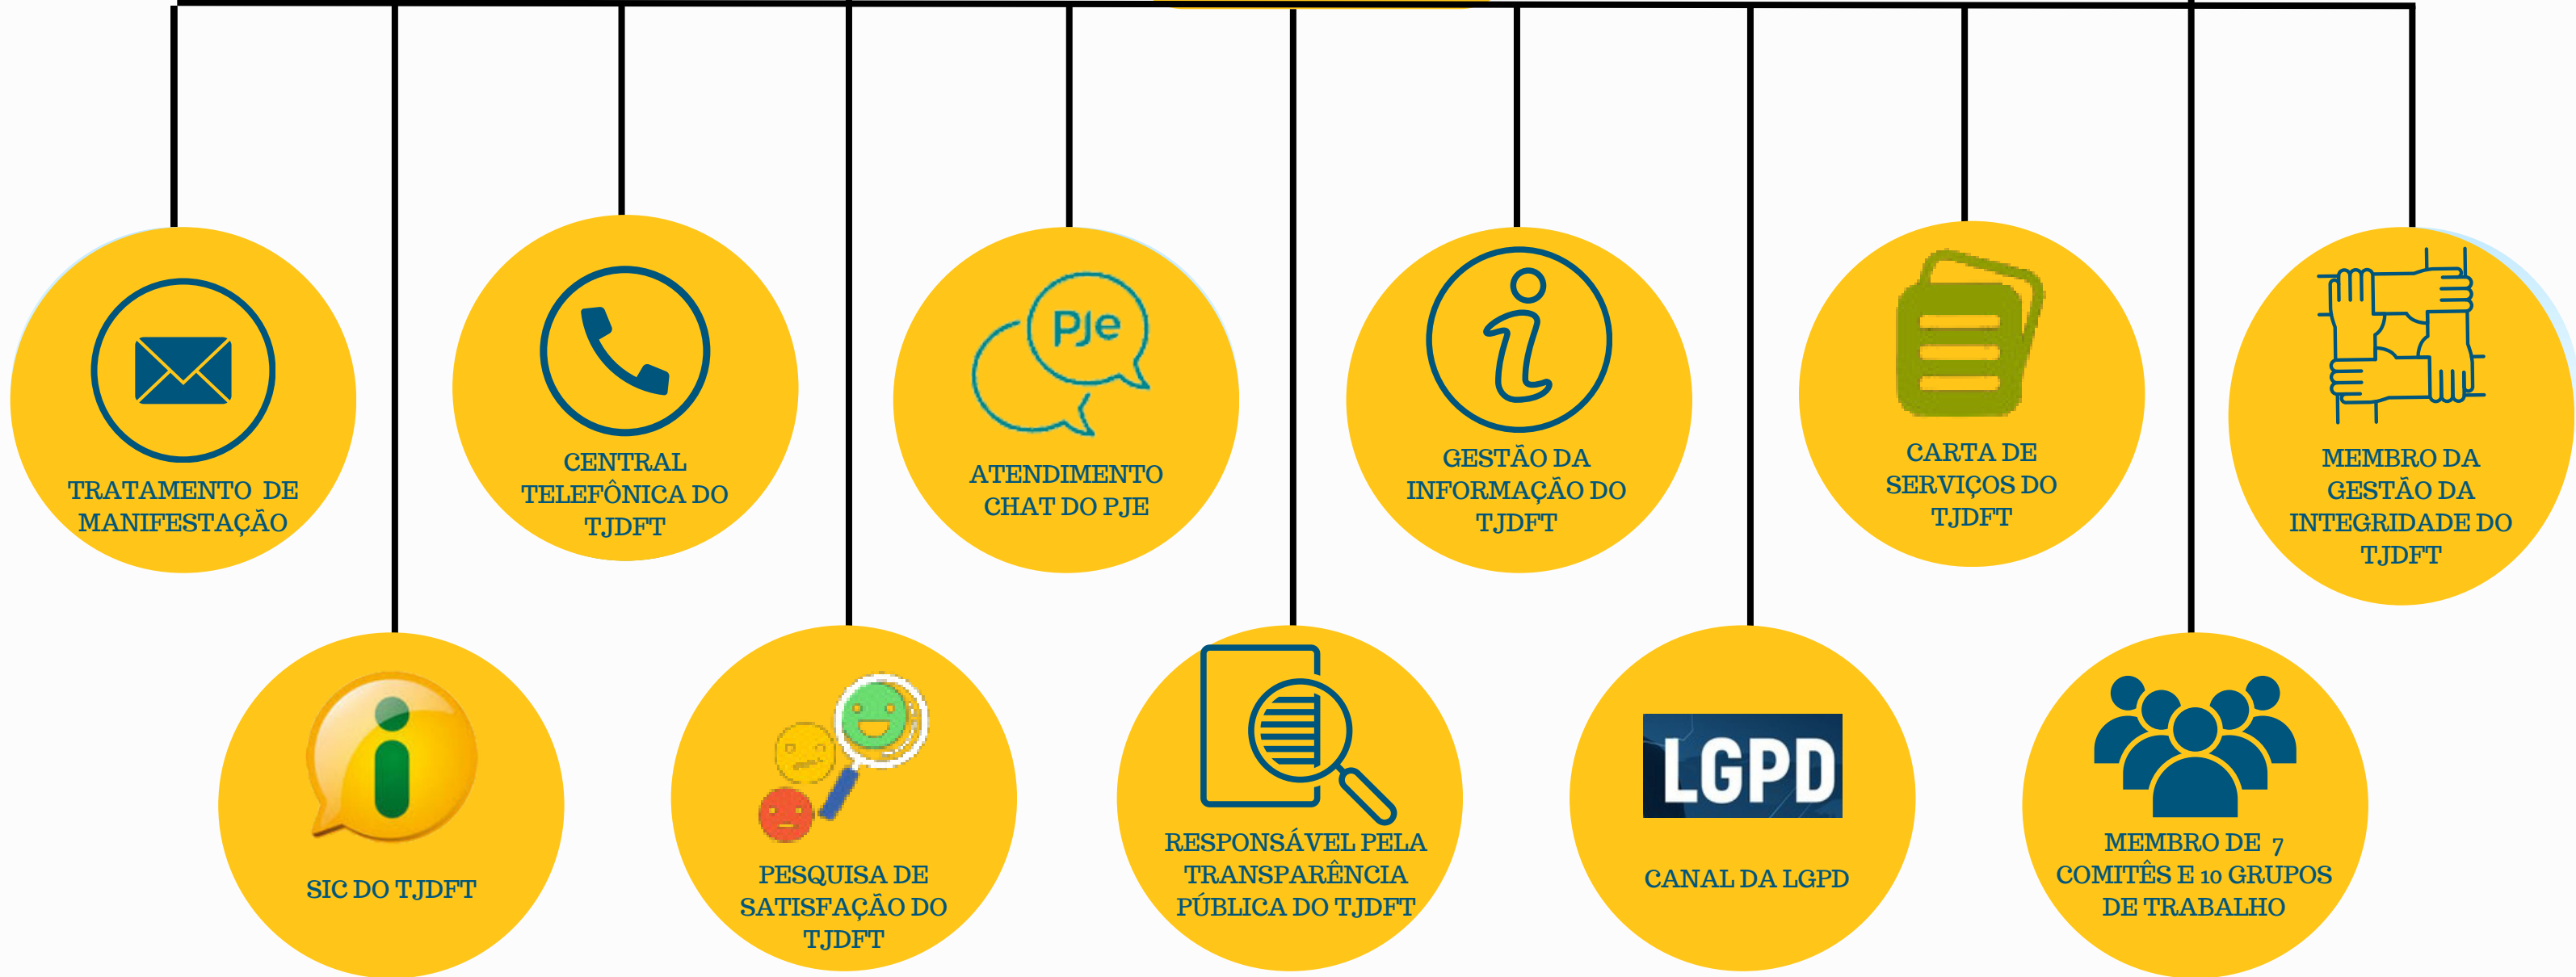 TRATAMENTO DE
MANIFESTAÇÃO
CENTRAL
TELEFÔNICA DO
TJDFT
PJe
ATENDIMENTO
CHAT DO PJE
GESTÃO DA
INFORMAÇÃO DO
TJDFT
CARTA DE
SERVIÇOS DO
TJDFT
MEMBRO DA
GESTÃO DA
INTEGRIDADE DO
TJDFT
SIC DO TJDFT
PESQUISA DE
SATISFAÇÃO DO
TJDFT
RESPONSÁVEL PELA
TRANSPARÊNCIA
PÚBLICA DO TJDFT
LGPD
CANAL DA LGPD
MEMBRO DE 7
COMITÊS E 10 GRUPOS
DE TRABALHO